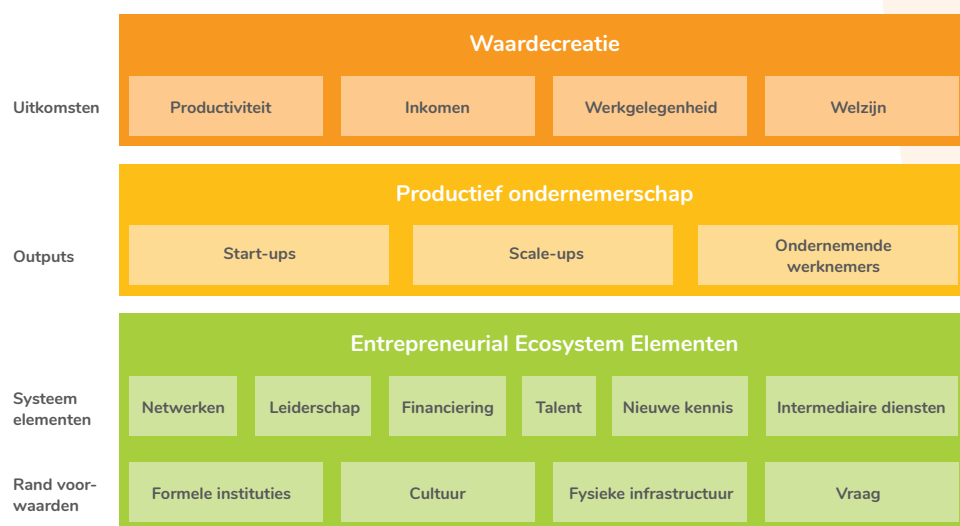 Waardecreatie
Uitkomsten
Productiviteit
Inkomen
Werkgelegenheid
Welzijn
Productief ondernemerschap
Outputs
Start-ups
Scale-ups
Ondernemende
werknemers
Entrepreneurial Ecosystem Elementen
Systeem
elementen
Netwerken
Leiderschap
Financiering
Talent
Nieuwe kennis
Intermediaire diensten
Rand voor-
waarden
Formele instituties
Cultuur
Fysieke infrastructuur
Vraag